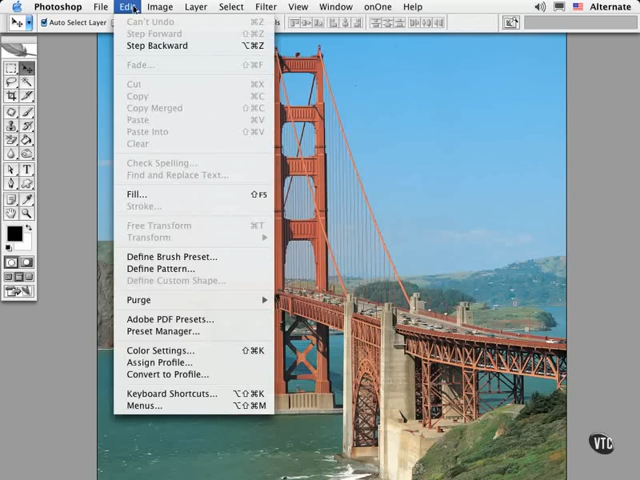 Photoshop File Edit Image Layer Select Filter View Window onOne Help Alternate
Auto Select Layer
Can't Undo ⌘Z
Step Forward ⇧⌘Z
Step Backward ⌥⌘Z
Fade... ⇧⌘F
Cut ⌘X
Copy ⌘C
Copy Merged ⇧⌘C
Paste ⌘V
Paste Into ⇧⌘V
Clear
Check Spelling...
Find and Replace Text...
Fill... ⇧F5
Stroke...
Free Transform ⌘T
Transform
Define Brush Preset...
Define Pattern...
Define Custom Shape...
Purge
Adobe PDF Presets...
Preset Manager...
Color Settings... ⇧⌘K
Assign Profile...
Convert to Profile...
Keyboard Shortcuts... ⌥⇧⌘K
Menus... ⌥⇧⌘M
VTC